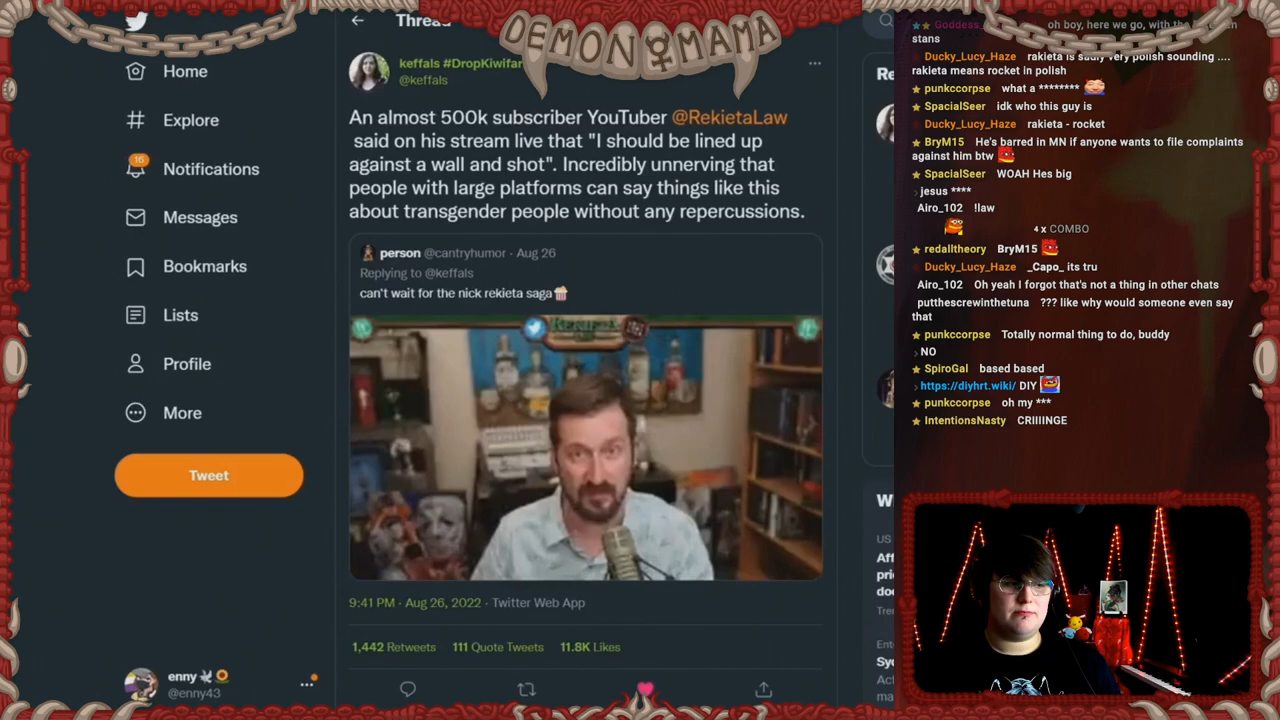 DEMON MAMA
Thread
Home
Explore
16
Notifications
Messages
Bookmarks
Lists
Profile
More
Tweet
enny
@enny43
keffals #DropKiwifar
@keffals
An almost 500k subscriber YouTuber @RekietaLaw
said on his stream live that "I should be lined up
against a wall and shot". Incredibly unnerving that
people with large platforms can say things like this
about transgender people without any repercussions.
person @cantryhumor · Aug 26
Replying to @keffals
can't wait for the nick rekieta saga
9:41 PM · Aug 26, 2022 · Twitter Web App
1,442 Retweets 111 Quote Tweets 11.8K Likes
Re
W
US
Aff
pri
do
Tre
Ent
Sy
Ac
ma
oh boy, here we go, with the
stans
Ducky_Lucy_Haze rakieta is sadly very polish sounding ....
rakieta means rocket in polish
punkccorpse what a ********
SpacialSeer idk who this guy is
Ducky_Lucy_Haze rakieta - rocket
BryM15 He's barred in MN if anyone wants to file complaints
against him btw
SpacialSeer WOAH Hes big
jesus ****
Airo_102 !law
4 x COMBO
redalltheory BryM15
Ducky_Lucy_Haze _Capo_ its tru
Airo_102 Oh yeah I forgot that's not a thing in other chats
putthescrewinthetuna ??? like why would someone even say
that
punkccorpse Totally normal thing to do, buddy
NO
SpiroGal based based
https://diyhrt.wiki/ DIY
punkccorpse oh my ***
IntentionsNasty CRIIIINGE